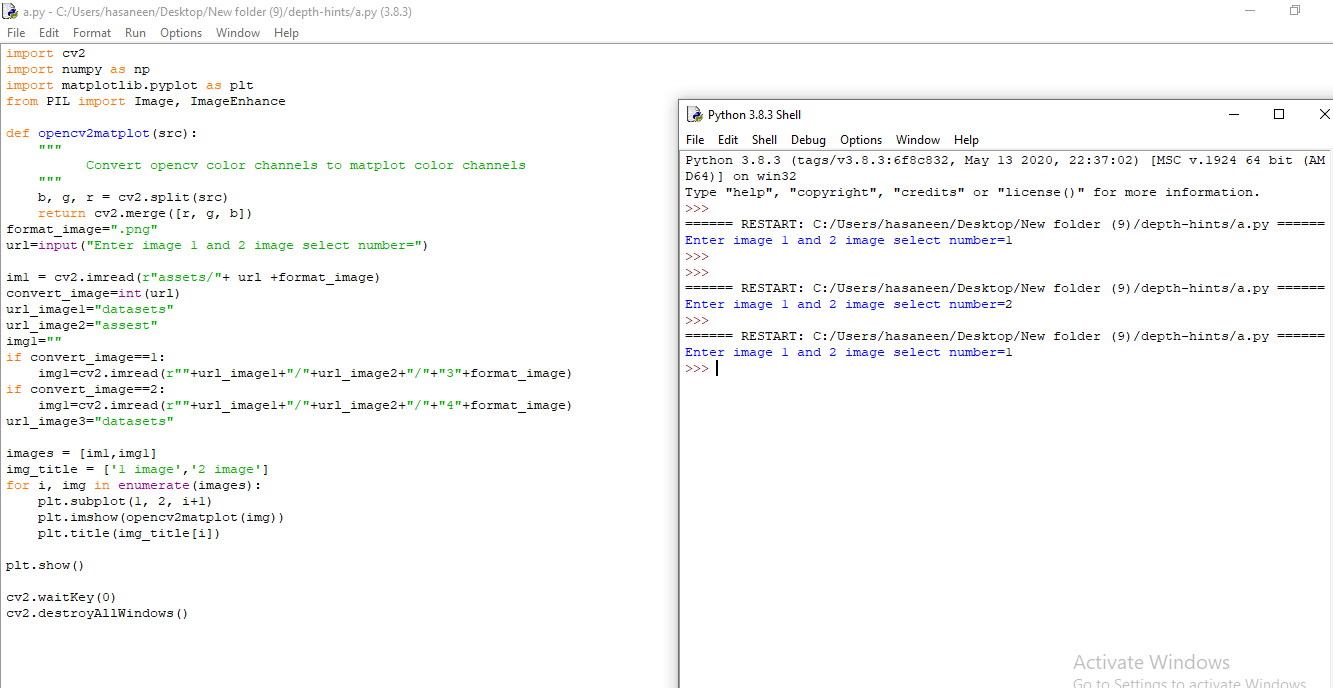 a.py - C:/Users/hasaneen/Desktop/New folder (9)/depth-hints/a.py (3.8.3)
File Edit Format Run Options Window Help
import cv2
import numpy as np
import matplotlib.pyplot as plt
from PIL import Image, ImageEnhance

def opencv2matplot(src):
    """
          Convert opencv color channels to matplot color channels
    """
    b, g, r = cv2.split(src)
    return cv2.merge([r, g, b])
format_image=".png"
url=input("Enter image 1 and 2 image select number=")

im1 = cv2.imread(r"assets/"+ url +format_image)
convert_image=int(url)
url_image1="datasets"
url_image2="assest"
img1=""
if convert_image==1:
    img1=cv2.imread(r""+url_image1+"/"+url_image2+"/"+"3"+format_image)
if convert_image==2:
    img1=cv2.imread(r""+url_image1+"/"+url_image2+"/"+"4"+format_image)
url_image3="datasets"

images = [im1,img1]
img_title = ['1 image','2 image']
for i, img in enumerate(images):
    plt.subplot(1, 2, i+1)
    plt.imshow(opencv2matplot(img))
    plt.title(img_title[i])

plt.show()

cv2.waitKey(0)
cv2.destroyAllWindows()
Python 3.8.3 Shell
File Edit Shell Debug Options Window Help
Python 3.8.3 (tags/v3.8.3:6f8c832, May 13 2020, 22:37:02) [MSC v.1924 64 bit (AM
D64)] on win32
Type "help", "copyright", "credits" or "license()" for more information.
>>>
====== RESTART: C:/Users/hasaneen/Desktop/New folder (9)/depth-hints/a.py ======
Enter image 1 and 2 image select number=1
>>>
>>>
====== RESTART: C:/Users/hasaneen/Desktop/New folder (9)/depth-hints/a.py ======
Enter image 1 and 2 image select number=2
>>>
====== RESTART: C:/Users/hasaneen/Desktop/New folder (9)/depth-hints/a.py ======
Enter image 1 and 2 image select number=1
>>>
Activate Windows
Go to Settings to activate Windows.